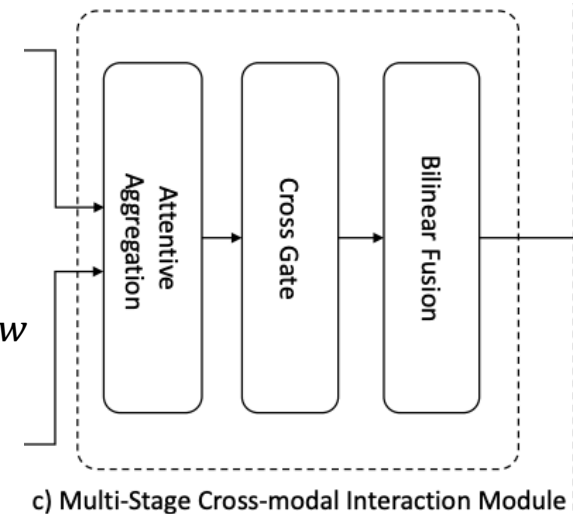 Attentive
Aggregation
Cross Gate
Bilinear Fusion
w
c) Multi-Stage Cross-modal Interaction Module